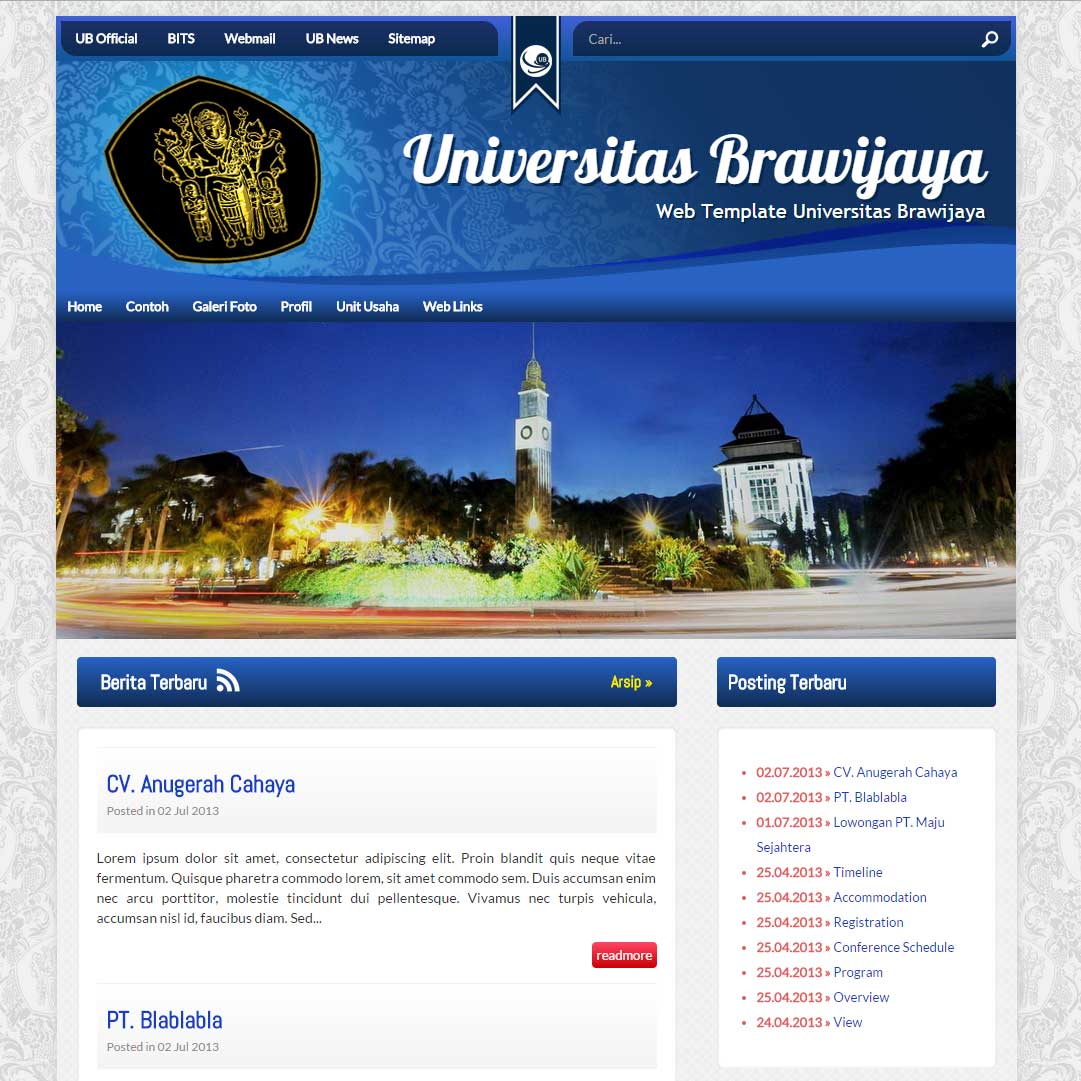 UB Official BITS Webmail UB News Sitemap
UB
Cari...
Universitas Brawijaya
Web Template Universitas Brawijaya
Home Contoh Galeri Foto Profil Unit Usaha Web Links
Berita Terbaru Arsip »
CV. Anugerah Cahaya
Posted in 02 Jul 2013
Lorem ipsum dolor sit amet, consectetur adipiscing elit. Proin blandit quis neque vitae
fermentum. Quisque pharetra commodo lorem, sit amet commodo sem. Duis accumsan enim
nec arcu porttitor, molestie tincidunt dui pellentesque. Vivamus nec turpis vehicula,
accumsan nisl id, faucibus diam. Sed...
readmore
PT. Blablabla
Posted in 02 Jul 2013
Posting Terbaru
02.07.2013 » CV. Anugerah Cahaya
02.07.2013 » PT. Blablabla
01.07.2013 » Lowongan PT. Maju
Sejahtera
25.04.2013 » Timeline
25.04.2013 » Accommodation
25.04.2013 » Registration
25.04.2013 » Conference Schedule
25.04.2013 » Program
25.04.2013 » Overview
24.04.2013 » View